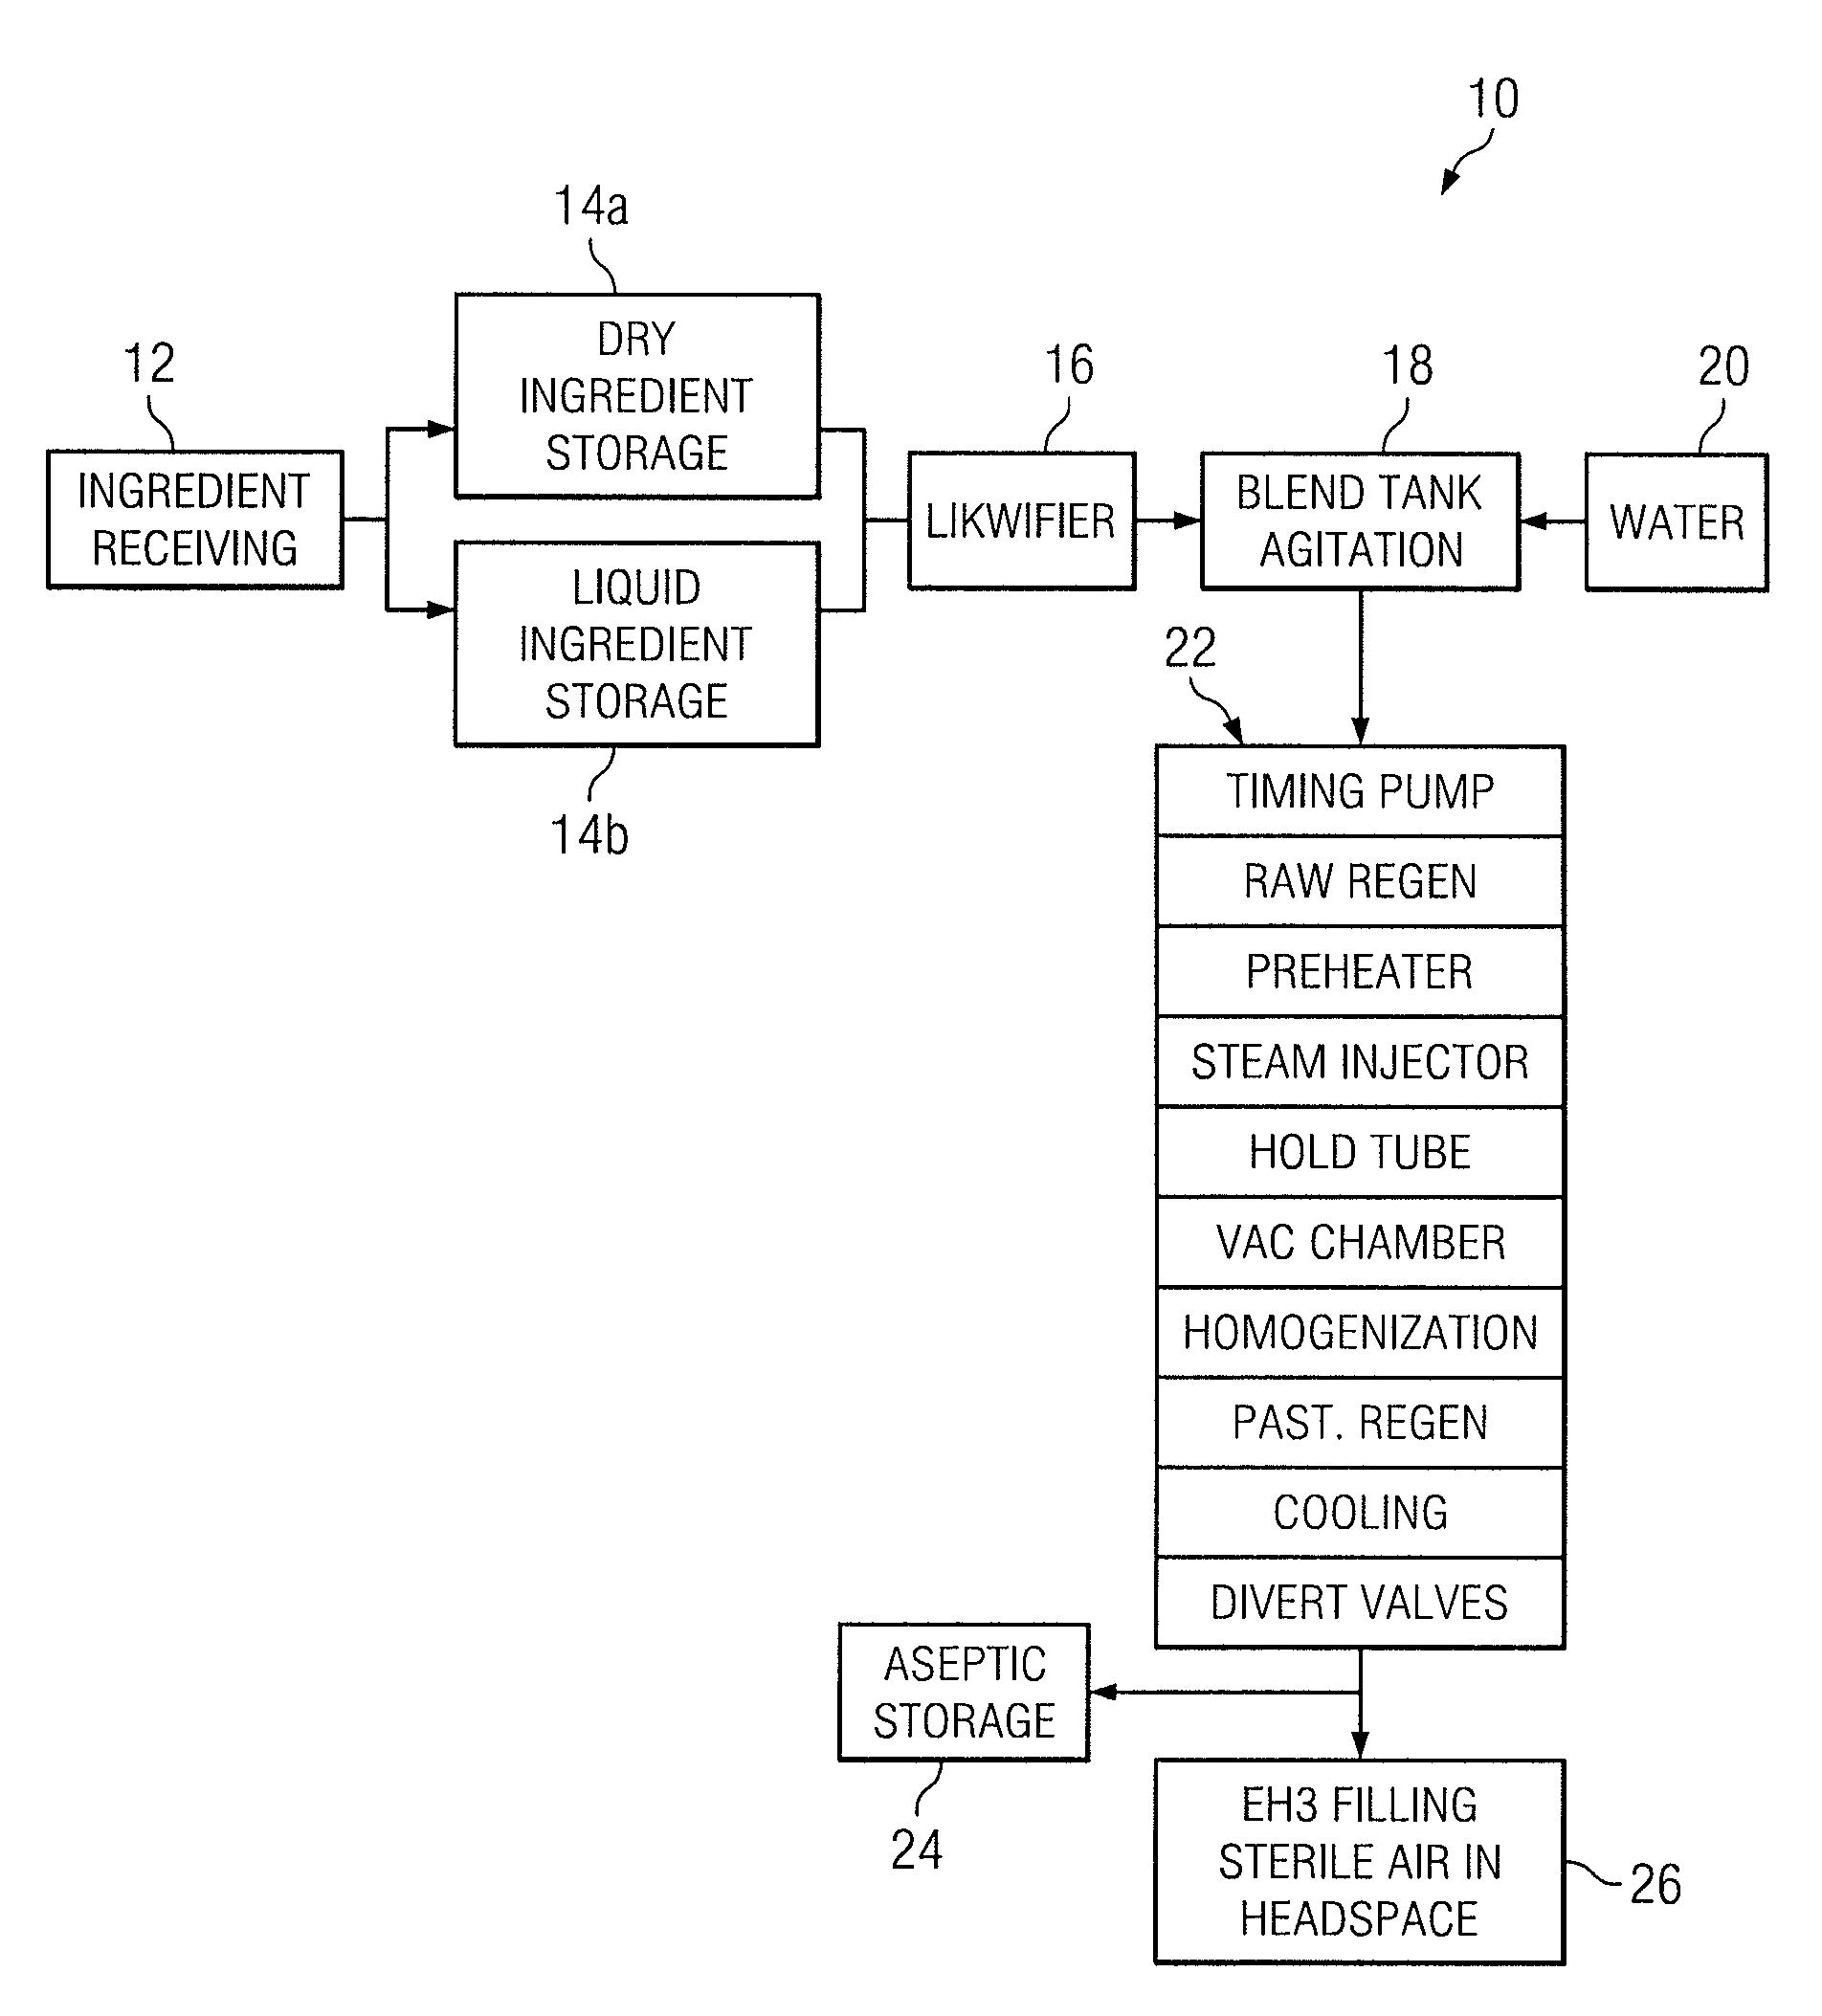 10
14a
DRY
INGREDIENT
STORAGE
12
INGREDIENT
RECEIVING
LIQUID
INGREDIENT
STORAGE
14b
16
LIKWIFIER
18
BLEND TANK
AGITATION
20
WATER
22
TIMING PUMP
RAW REGEN
PREHEATER
STEAM INJECTOR
HOLD TUBE
VAC CHAMBER
HOMOGENIZATION
PAST. REGEN
COOLING
DIVERT VALVES
ASEPTIC
STORAGE
24
EH3 FILLING
STERILE AIR IN
HEADSPACE
26